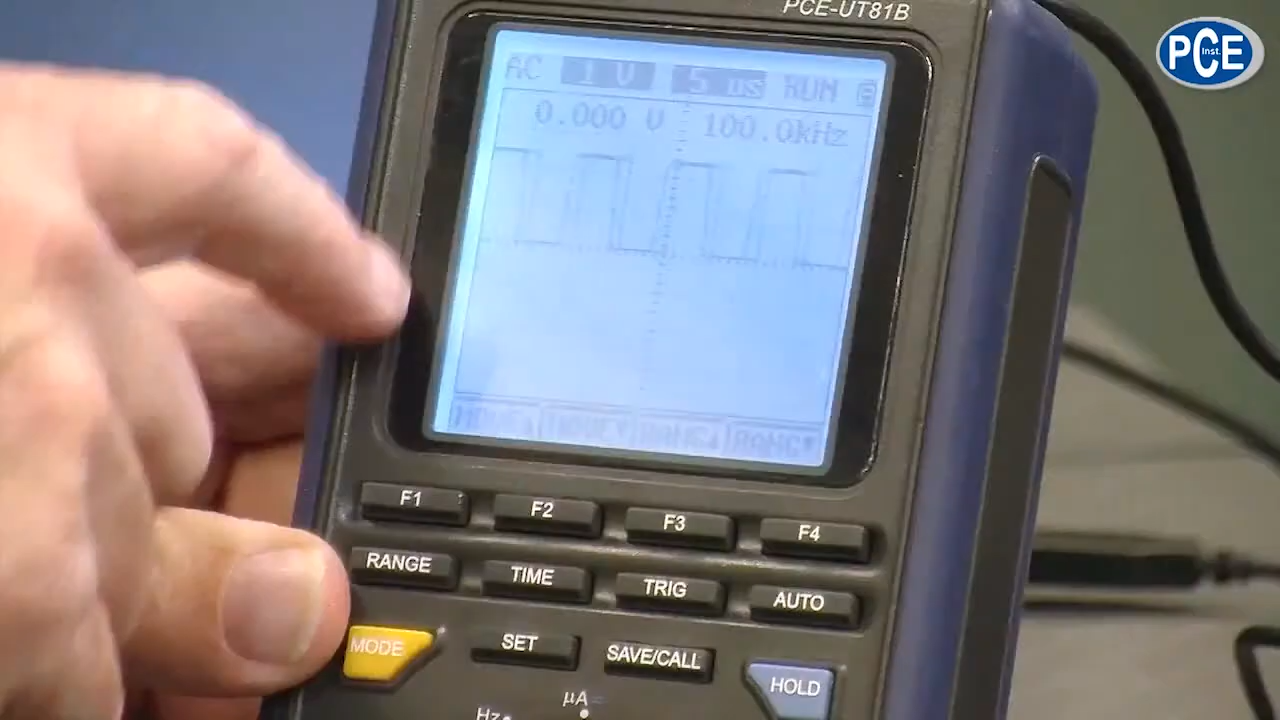 PCE-UT81B
PCE Inst.
AC 1 V 5 us RUN
0.000 V 100.0kHz
F1 F2 F3 F4
RANGE TIME TRIG AUTO
MODE SET SAVE/CALL HOLD
µA
Hz